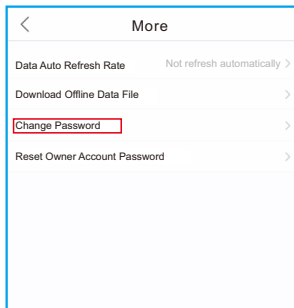 More
Data Auto Refresh Rate Not refresh automatically
Download Offline Data File
Change Password
Reset Owner Account Password